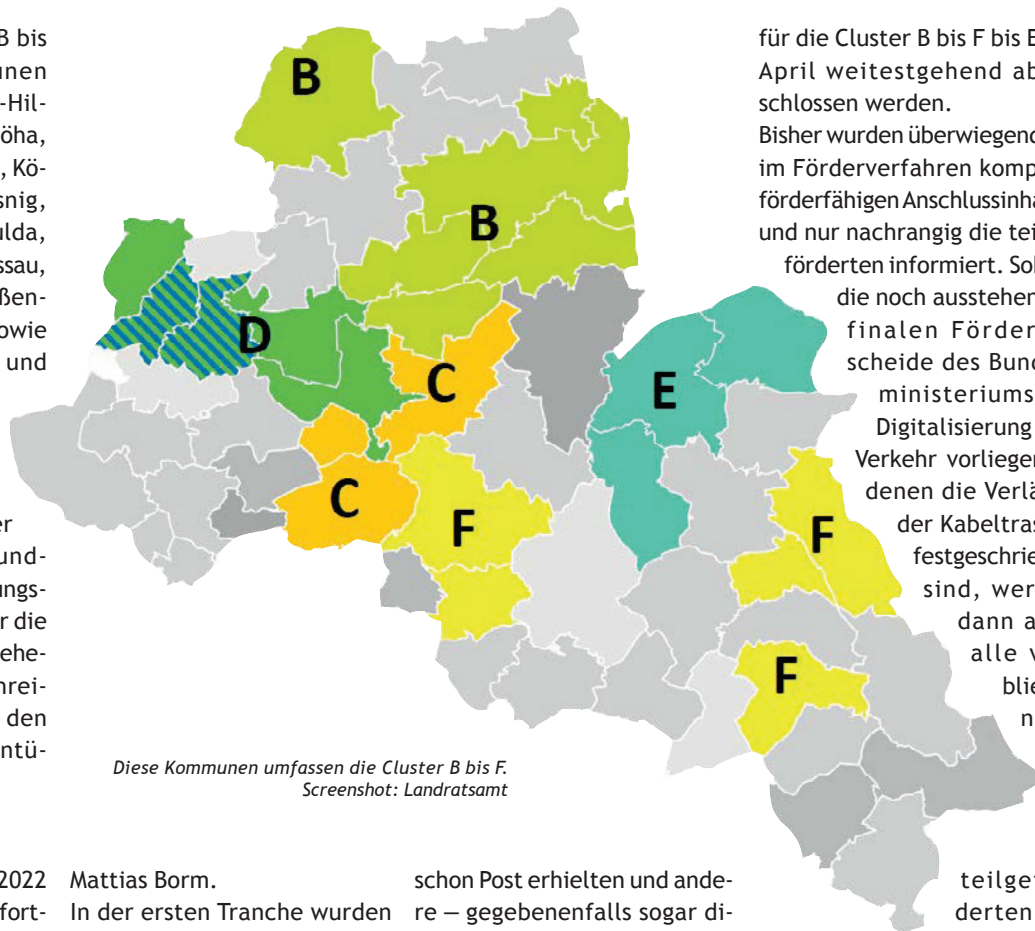 B bis
unen
-Hil-
öha,
, Kö-
snig,
ulda,
ssau,
ßen-
owie
und
er
und-
ungs-
r die
ehe-
nrei-
den
ntü-
2022
fort-
B
B
D
C
E
C
F
F
F
Diese Kommunen umfassen die Cluster B bis F.
Screenshot: Landratsamt
Mattias Borm.
In der ersten Tranche wurden
schon Post erhielten und ande-
re — gegebenenfalls sogar di-
für die Cluster B bis F bis E
April weitestgehend ab
schlossen werden.
Bisher wurden überwiegend
im Förderverfahren komp
förderfähigen Anschlussinha
und nur nachrangig die tei
förderten informiert. Sol
die noch ausstehen
finalen Förder
scheide des Bund
ministeriums
Digitalisierung
Verkehr vorliegen
denen die Verlä
der Kabeltras
festgeschrie
sind, wer
dann a
alle v
blie
n
teilge
derten